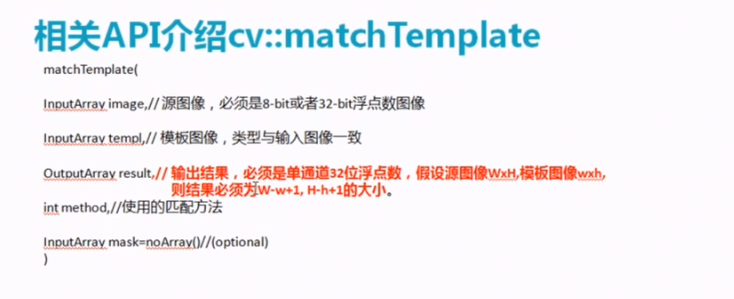 相关API介绍cv::matchTemplate
matchTemplate(
InputArray image,// 源图像，必须是8-bit或者32-bit浮点数图像
InputArray templ,// 模板图像，类型与输入图像一致
OutputArray result,// 输出结果，必须是单通道32位浮点数，假设源图像WxH,模板图像wxh,
则结果必须为W-w+1, H-h+1的大小。
int method,//使用的匹配方法
InputArray mask=noArray()//(optional)
)